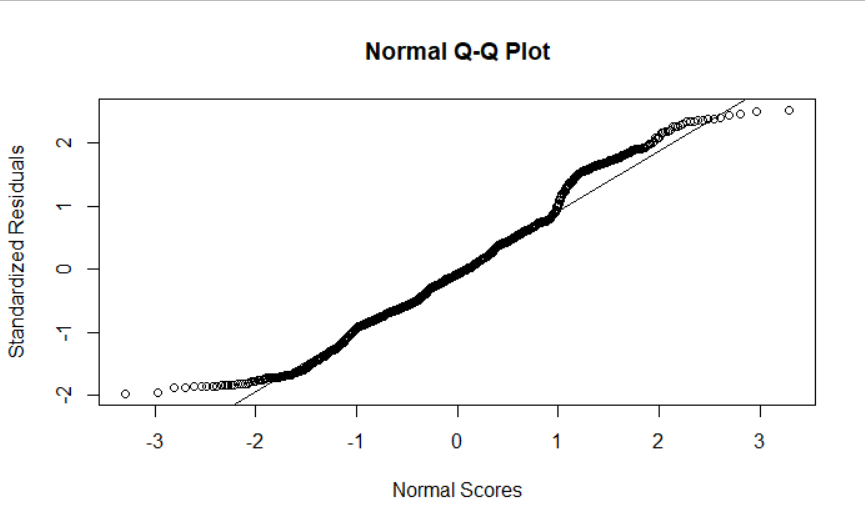 Normal Q-Q Plot
Standardized Residuals
2
1
0
-1
-2
-3 -2 -1 0 1 2 3
Normal Scores